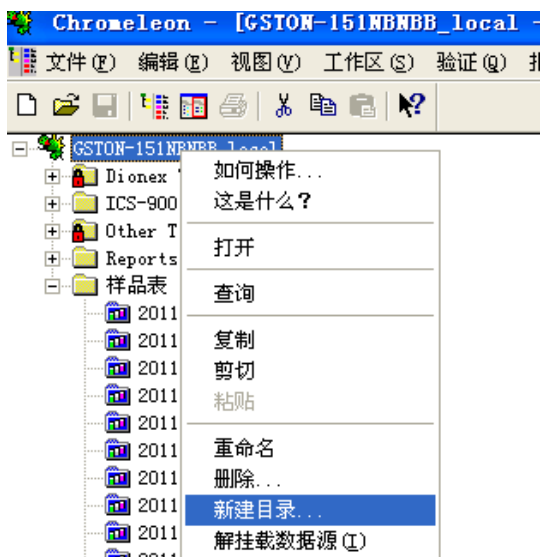 Chromeleon - [GSTON-151NBNBB_local -
文件(F) 编辑(E) 视图(V) 工作区(S) 验证(Q)
GSTON-151NBNBB_local
Dionex
ICS-900
Other T
Reports
样品表
2011
2011
2011
2011
2011
2011
2011
2011
2011
如何操作...
这是什么?
打开
查询
复制
剪切
粘贴
重命名
删除...
新建目录...
解挂载数据源(I)